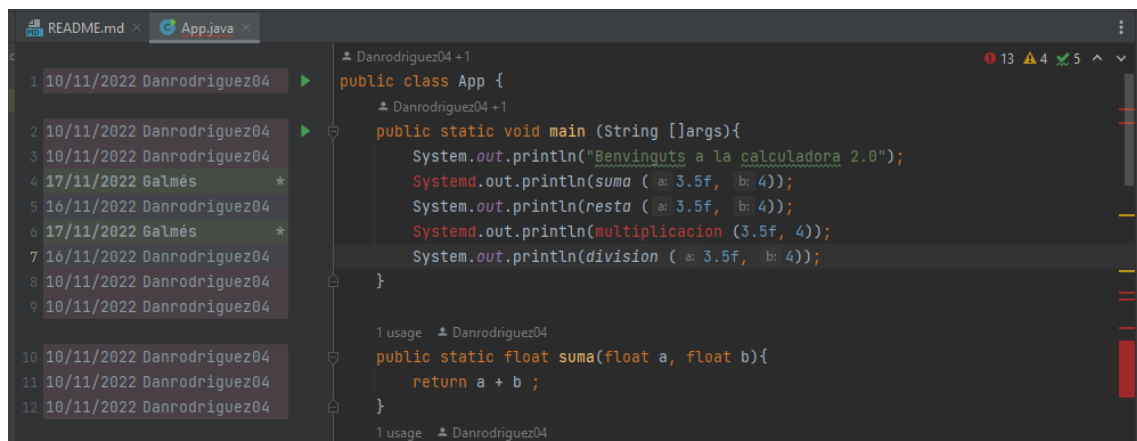 README.md × App.java ×
Danrodriguez04 +1 13 4 5
1 10/11/2022 Danrodriguez04 public class App {
Danrodriguez04 +1
2 10/11/2022 Danrodriguez04 public static void main (String []args){
3 10/11/2022 Danrodriguez04 System.out.println("Benvinguts a la calculadora 2.0");
4 17/11/2022 Galmés * Systemd.out.println(suma ( a: 3.5f, b: 4));
5 16/11/2022 Danrodriguez04 System.out.println(resta ( a: 3.5f, b: 4));
6 17/11/2022 Galmés * Systemd.out.println(multiplicacion (3.5f, 4));
7 16/11/2022 Danrodriguez04 System.out.println(division ( a: 3.5f, b: 4));
8 10/11/2022 Danrodriguez04 }
9 10/11/2022 Danrodriguez04
1 usage Danrodriguez04
10 10/11/2022 Danrodriguez04 public static float suma(float a, float b){
11 10/11/2022 Danrodriguez04 return a + b ;
12 10/11/2022 Danrodriguez04 }
1 usage Danrodriguez04